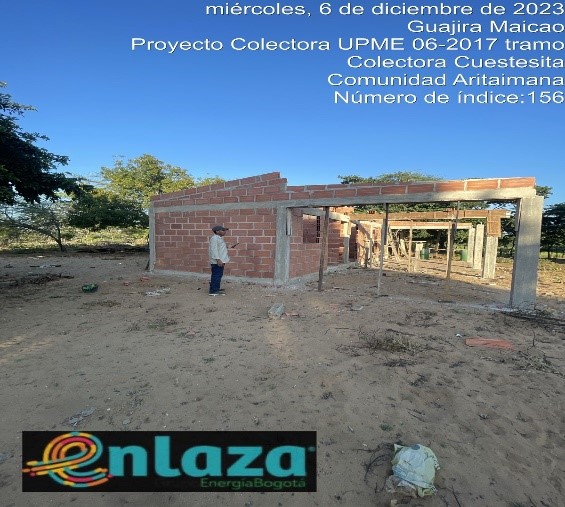 miércoles, 6 de diciembre de 2023
Guajira Maicao
Proyecto Colectora UPME 06-2017 tramo
Colectora Cuestesita
Comunidad Aritaimana
Número de índice:156
enlaza
EnergíaBogotá